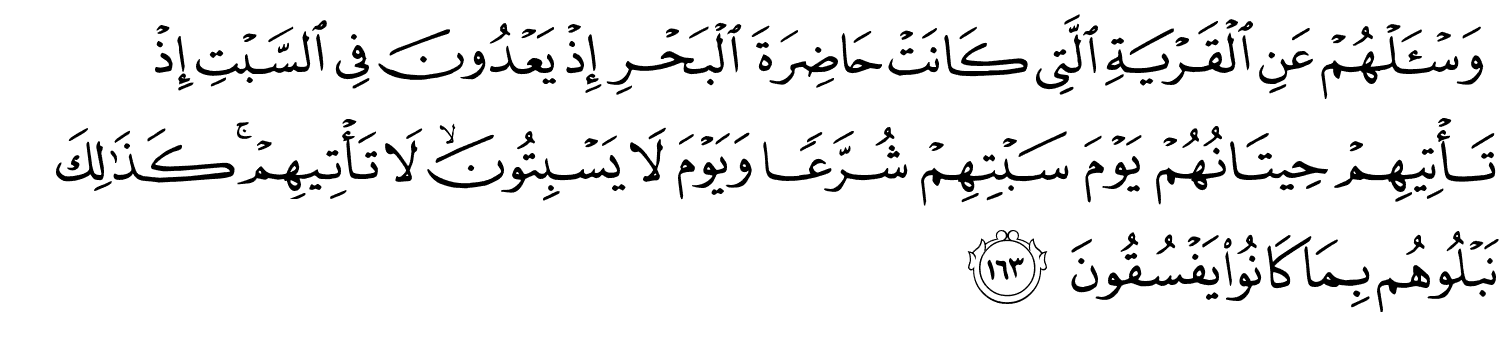 وَسْـَٔلْهُمْ عَنِ ٱلْقَرْيَةِ ٱلَّتِى كَانَتْ حَاضِرَةَ ٱلْبَحْرِ إِذْ يَعْدُونَ فِى ٱلسَّبْتِ إِذْ
تَأْتِيهِمْ حِيتَانُهُمْ يَوْمَ سَبْتِهِمْ شُرَّعًا وَيَوْمَ لَا يَسْبِتُونَ ۙ لَا تَأْتِيهِمْ ۚ كَذَٰلِكَ
نَبْلُوهُم بِمَا كَانُوا۟ يَفْسُقُونَ ١٦٣